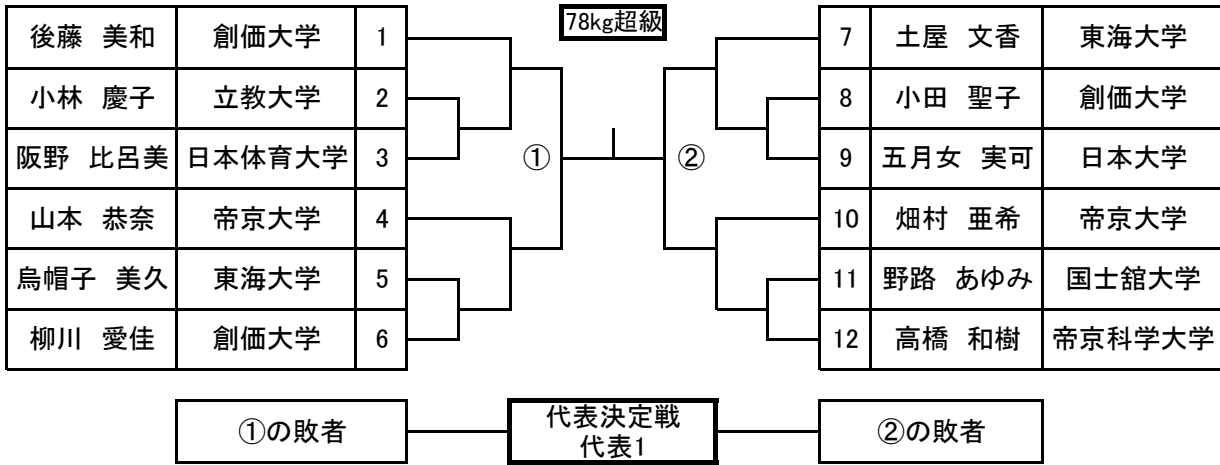 78kg超級
後藤 美和 創価大学 1
小林 慶子 立教大学 2
阪野 比呂美 日本体育大学 3
山本 恭奈 帝京大学 4
烏帽子 美久 東海大学 5
柳川 愛佳 創価大学 6
① ②
7 土屋 文香 東海大学
8 小田 聖子 創価大学
9 五月女 実可 日本大学
10 畑村 亜希 帝京大学
11 野路 あゆみ 国士舘大学
12 高橋 和樹 帝京科学大学
①の敗者
代表決定戦
代表1
②の敗者